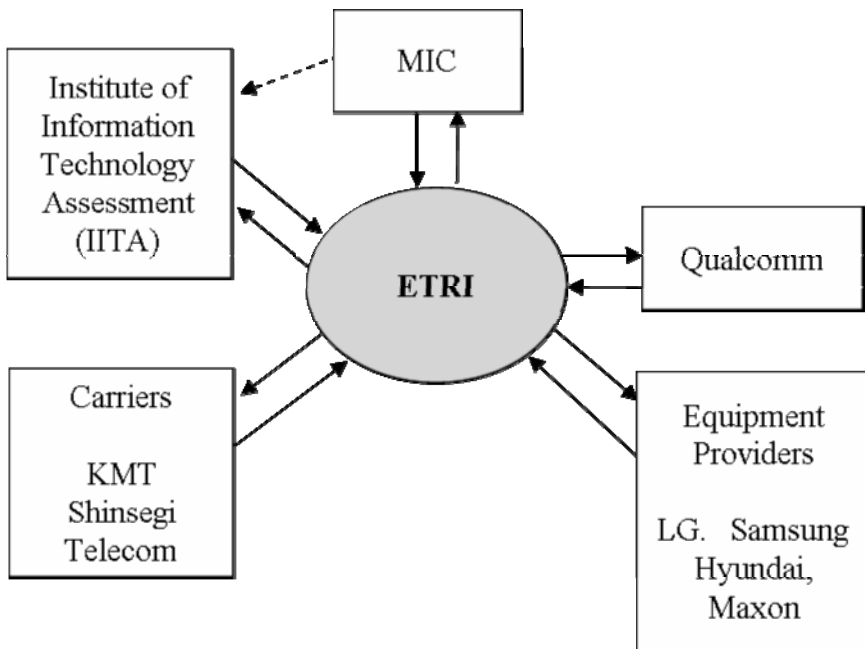 MIC
Institute of
Information
Technology
Assessment
(IITA)
ETRI
Qualcomm
Carriers
KMT
Shinsegi
Telecom
Equipment
Providers
LG. Samsung
Hyundai,
Maxon